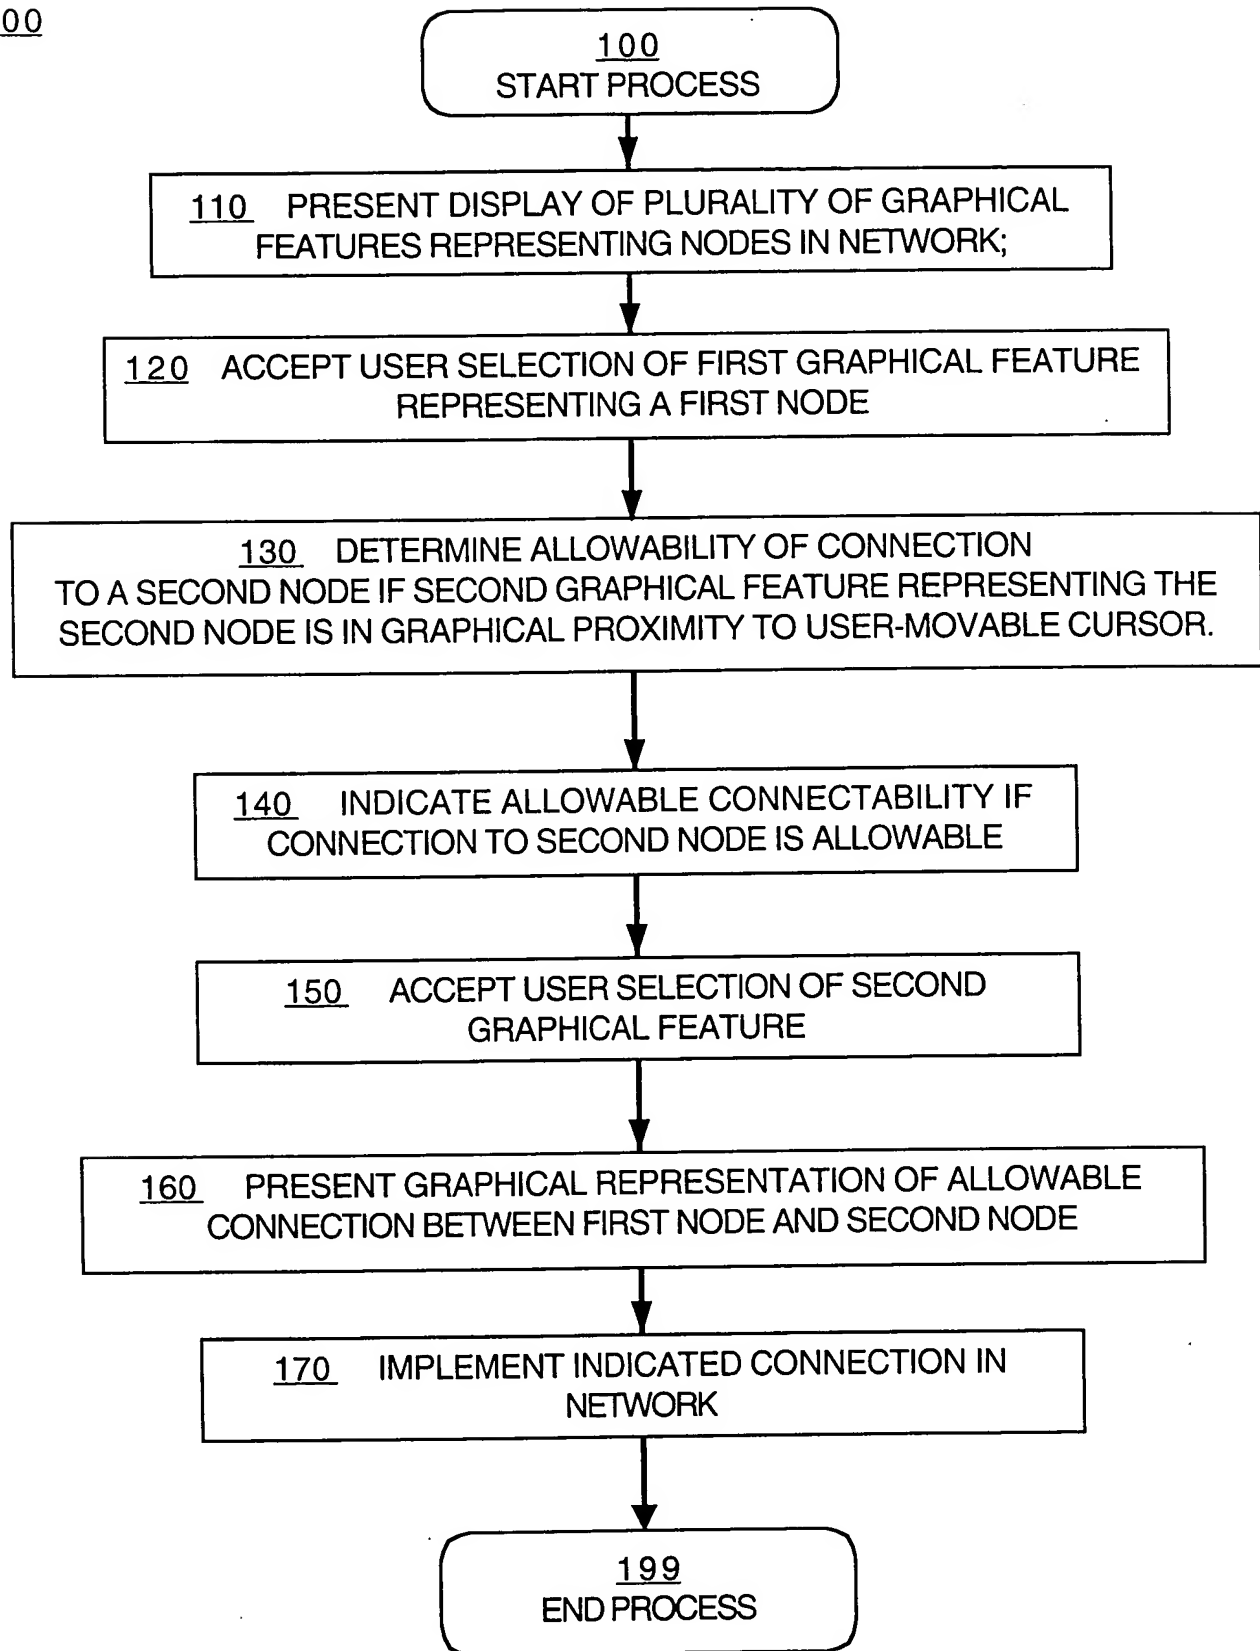 00
100
START PROCESS
110 PRESENT DISPLAY OF PLURALITY OF GRAPHICAL
FEATURES REPRESENTING NODES IN NETWORK;
120 ACCEPT USER SELECTION OF FIRST GRAPHICAL FEATURE
REPRESENTING A FIRST NODE
130 DETERMINE ALLOWABILITY OF CONNECTION
TO A SECOND NODE IF SECOND GRAPHICAL FEATURE REPRESENTING THE
SECOND NODE IS IN GRAPHICAL PROXIMITY TO USER-MOVABLE CURSOR.
140 INDICATE ALLOWABLE CONNECTABILITY IF
CONNECTION TO SECOND NODE IS ALLOWABLE
150 ACCEPT USER SELECTION OF SECOND
GRAPHICAL FEATURE
160 PRESENT GRAPHICAL REPRESENTATION OF ALLOWABLE
CONNECTION BETWEEN FIRST NODE AND SECOND NODE
170 IMPLEMENT INDICATED CONNECTION IN
NETWORK
199
END PROCESS